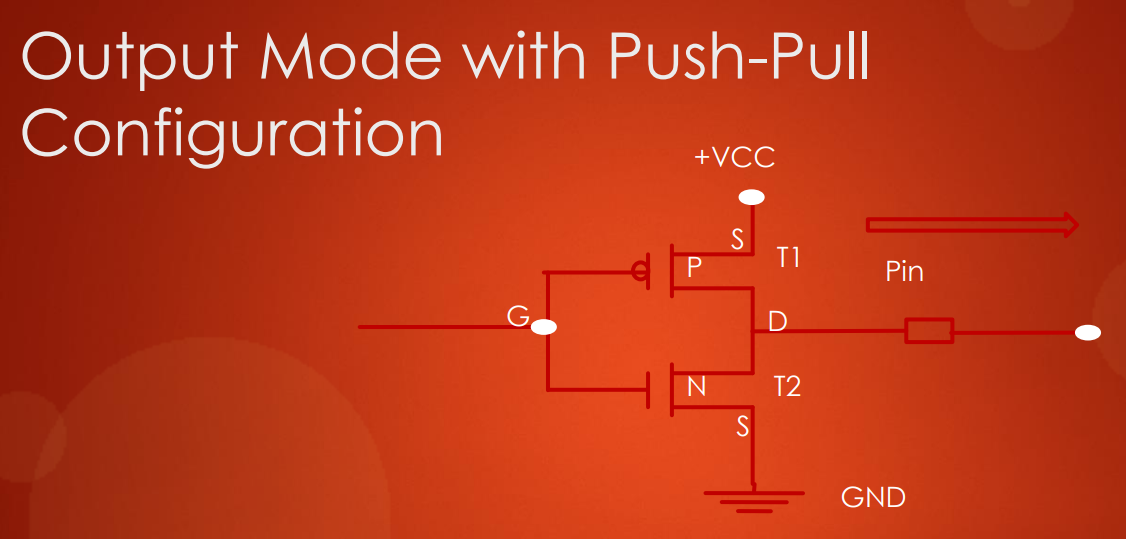 Output Mode with Push-Pull
Configuration
+VCC
S
T1
P
Pin
G
D
N
T2
S
GND